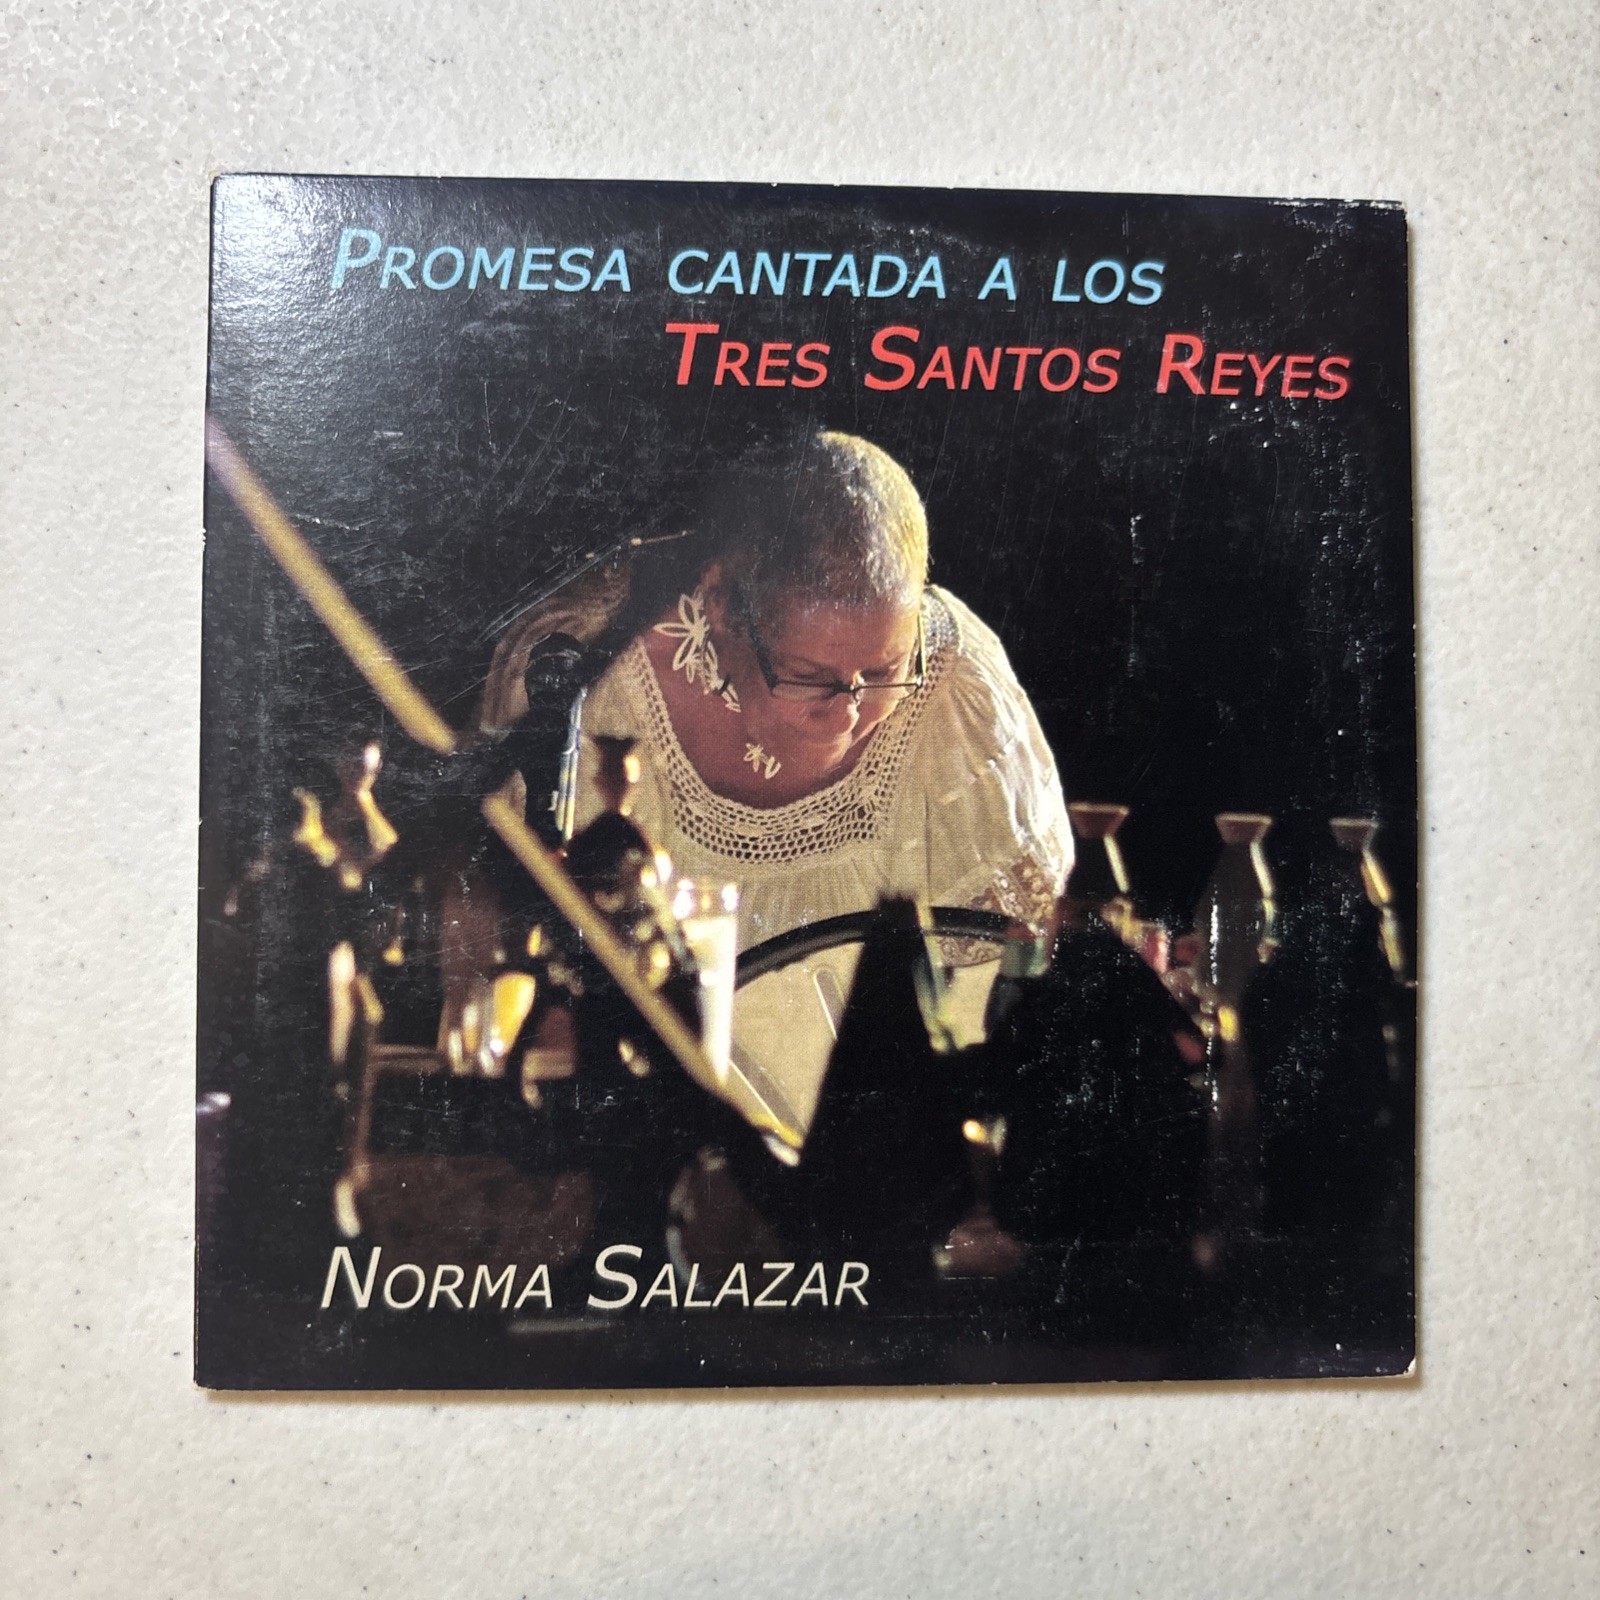 Promesa cantada a los
Tres Santos Reyes
Norma Salazar